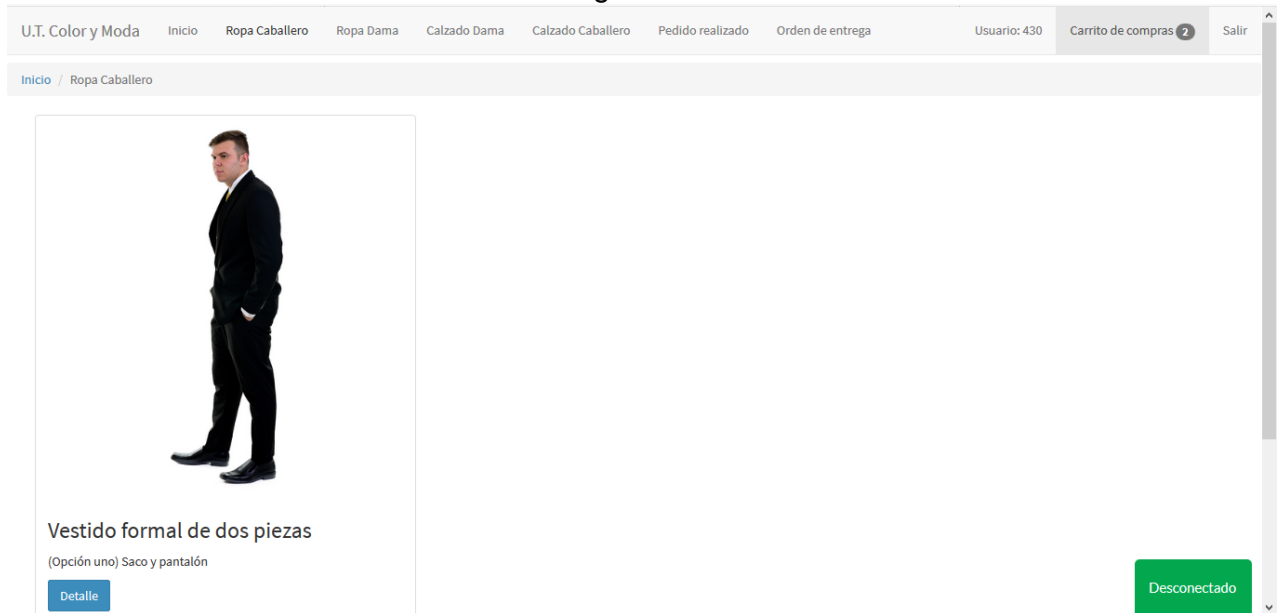 U.T. Color y Moda Inicio Ropa Caballero Ropa Dama Calzado Dama Calzado Caballero Pedido realizado Orden de entrega Usuario: 430 Carrito de compras 2 Salir
Inicio / Ropa Caballero
Vestido formal de dos piezas
(Opción uno) Saco y pantalón
Detalle
Desconectado